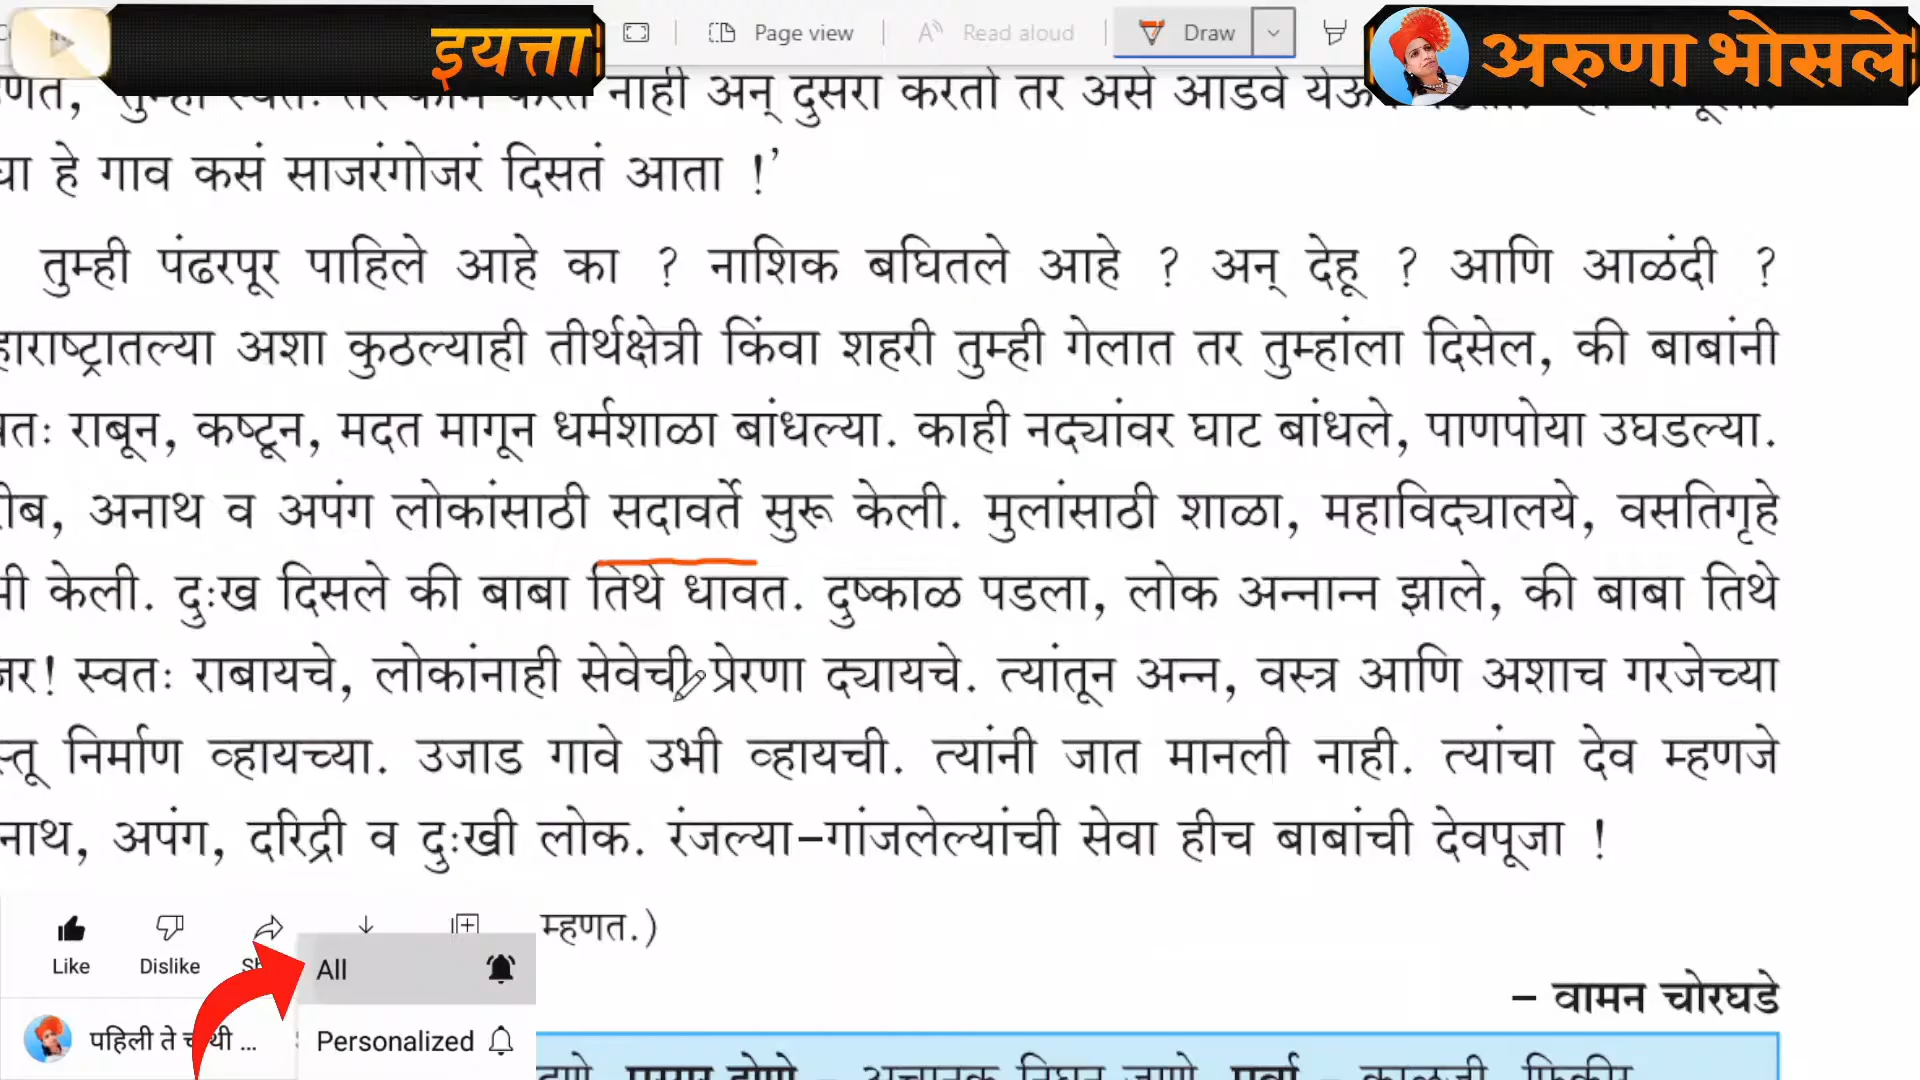 इयत्ता
Page view
Read aloud
Draw
अरुणा भोसले
नाही अन् दुसरा करतो तर असे आडवे
हे गाव कसं साजरंगोजरं दिसतं आता !’
तुम्ही पंढरपूर पाहिले आहे का ? नाशिक बघितले आहे ? अन् देहू ? आणि आळंदी ?
हाराष्ट्रातल्या अशा कुठल्याही तीर्थक्षेत्री किंवा शहरी तुम्ही गेलात तर तुम्हांला दिसेल, की बाबांनी
वतः राबून, कष्टून, मदत मागून धर्मशाळा बांधल्या. काही नद्यांवर घाट बांधले, पाणपोया उघडल्या.
रीब, अनाथ व अपंग लोकांसाठी सदावर्ते सुरू केली. मुलांसाठी शाळा, महाविद्यालये, वसतिगृहे
भी केली. दुःख दिसले की बाबा तिथे धावत. दुष्काळ पडला, लोक अन्नान्न झाले, की बाबा तिथे
जर! स्वतः राबायचे, लोकांनाही सेवेची प्रेरणा द्यायचे. त्यांतून अन्न, वस्त्र आणि अशाच गरजेच्या
स्तू निर्माण व्हायच्या. उजाड गावे उभी व्हायची. त्यांनी जात मानली नाही. त्यांचा देव म्हणजे
नाथ, अपंग, दरिद्री व दुःखी लोक. रंजल्या-गांजलेल्यांची सेवा हीच बाबांची देवपूजा !
म्हणत.)
Like
Dislike
All
– वामन चोरघडे
पहिली ते चौथी ...
Personalized